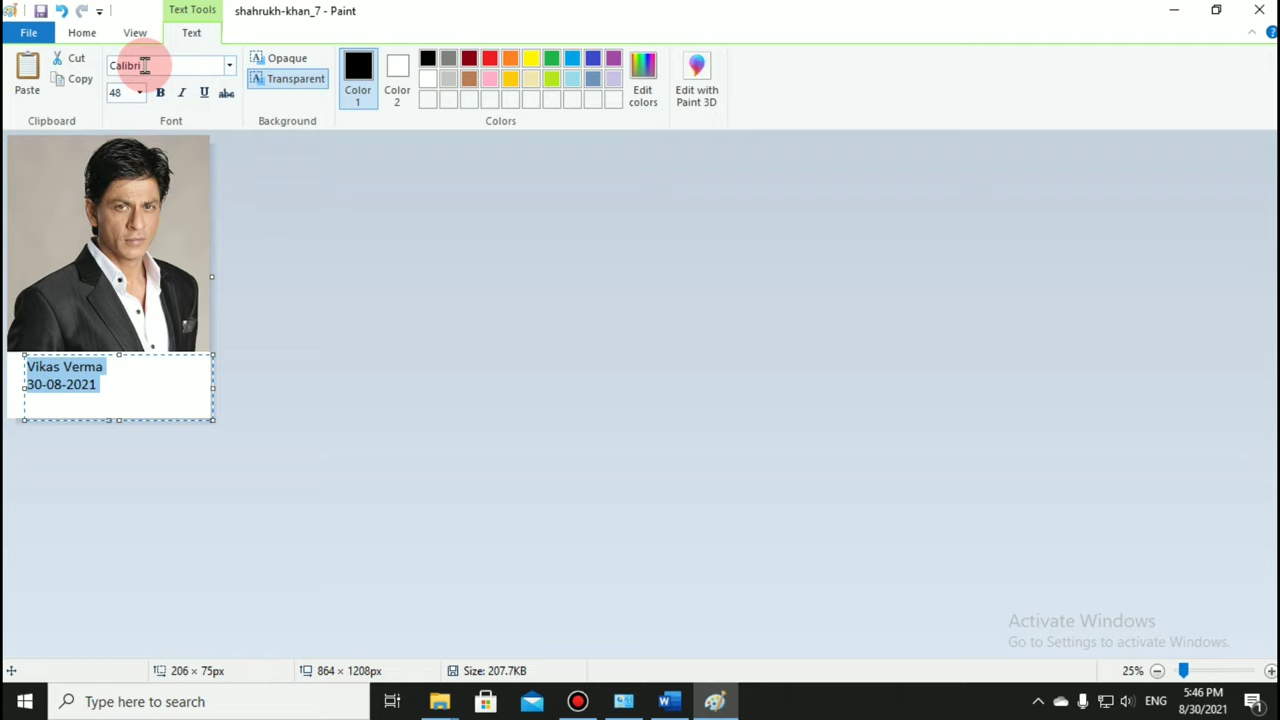 Text Tools
shahrukh-khan_7 - Paint
File
Home
View
Text
Paste
Cut
Copy
Clipboard
Calibri
48
B
I
U
abc
Font
A
Opaque
A
Transparent
Background
Color 1
Color 2
Colors
Edit colors
Edit with Paint 3D
Vikas Verma
30-08-2021
Activate Windows
Go to Settings to activate Windows.
206 × 75px
864 × 1208px
Size: 207.7KB
25%
Type here to search
ENG
5:46 PM
8/30/2021
1